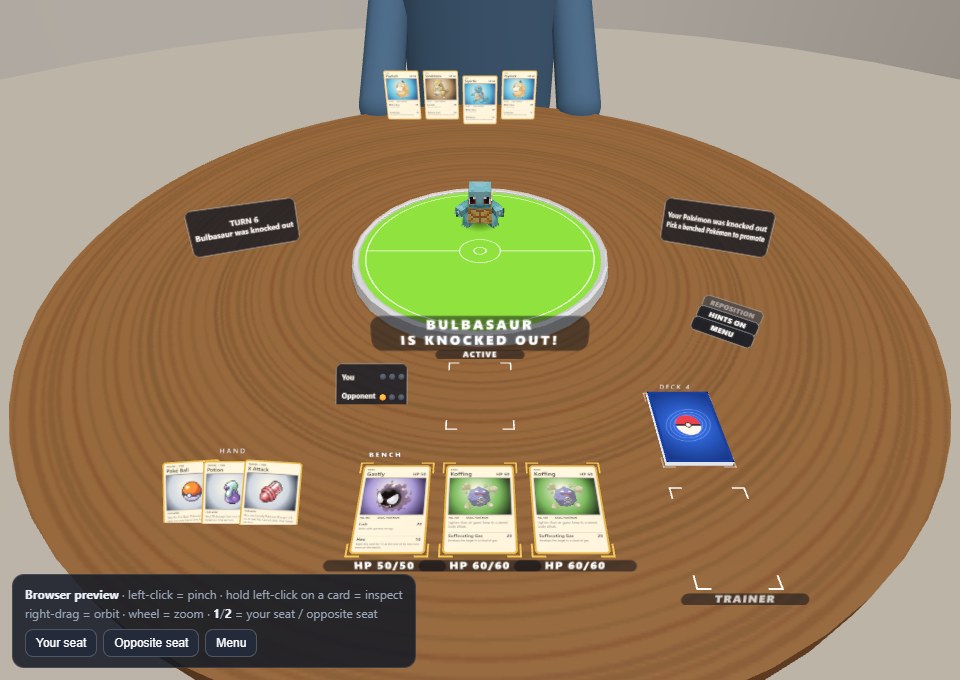 TURN 6
Bulbasaur was knocked out
Your Pokémon was knocked out
Pick a benched Pokémon to promote
REPOSITION
HINTS ON
MENU
BULBASAUR
IS KNOCKED OUT!
ACTIVE
You
Opponent
DECK 4
HAND
Poké Ball
Potion
X Attack
BENCH
Gastly
Koffing
Suffocating Gas
Koffing
Suffocating Gas
HP 50/50
HP 60/60
HP 60/60
TRAINER
Browser preview · left-click = pinch · hold left-click on a card = inspect
right-drag = orbit · wheel = zoom · 1/2 = your seat / opposite seat
Your seat
Opposite seat
Menu